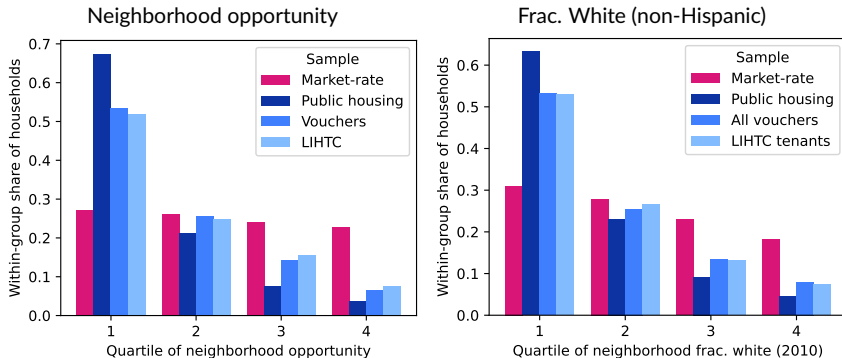 Neighborhood opportunity
Within-group share of households
0.7
0.6
0.5
0.4
0.3
0.2
0.1
0.0
Sample
Market-rate
Public housing
Vouchers
LIHTC
1 2 3 4
Quartile of neighborhood opportunity
Frac. White (non-Hispanic)
Within-group share of households
0.6
0.5
0.4
0.3
0.2
0.1
0.0
Sample
Market-rate
Public housing
All vouchers
LIHTC tenants
1 2 3 4
Quartile of neighborhood frac. white (2010)